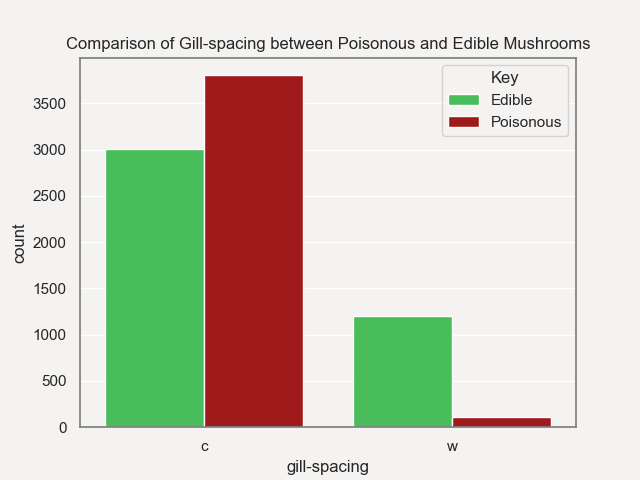 Comparison of Gill-spacing between Poisonous and Edible Mushrooms
Key
Edible
Poisonous
count
3500
3000
2500
2000
1500
1000
500
0
c
w
gill-spacing